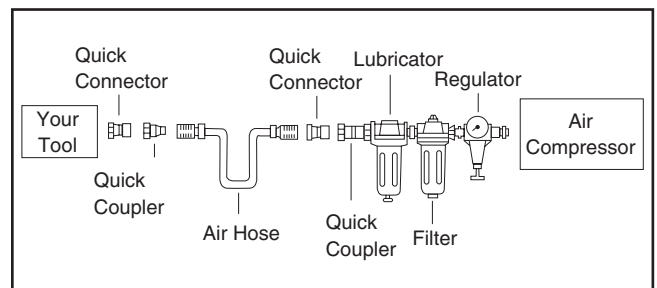 Quick
Connector
Quick
Connector
Lubricator
Regulator
Your
Tool
Air
Compressor
Quick
Coupler
Air Hose
Quick
Coupler
Filter